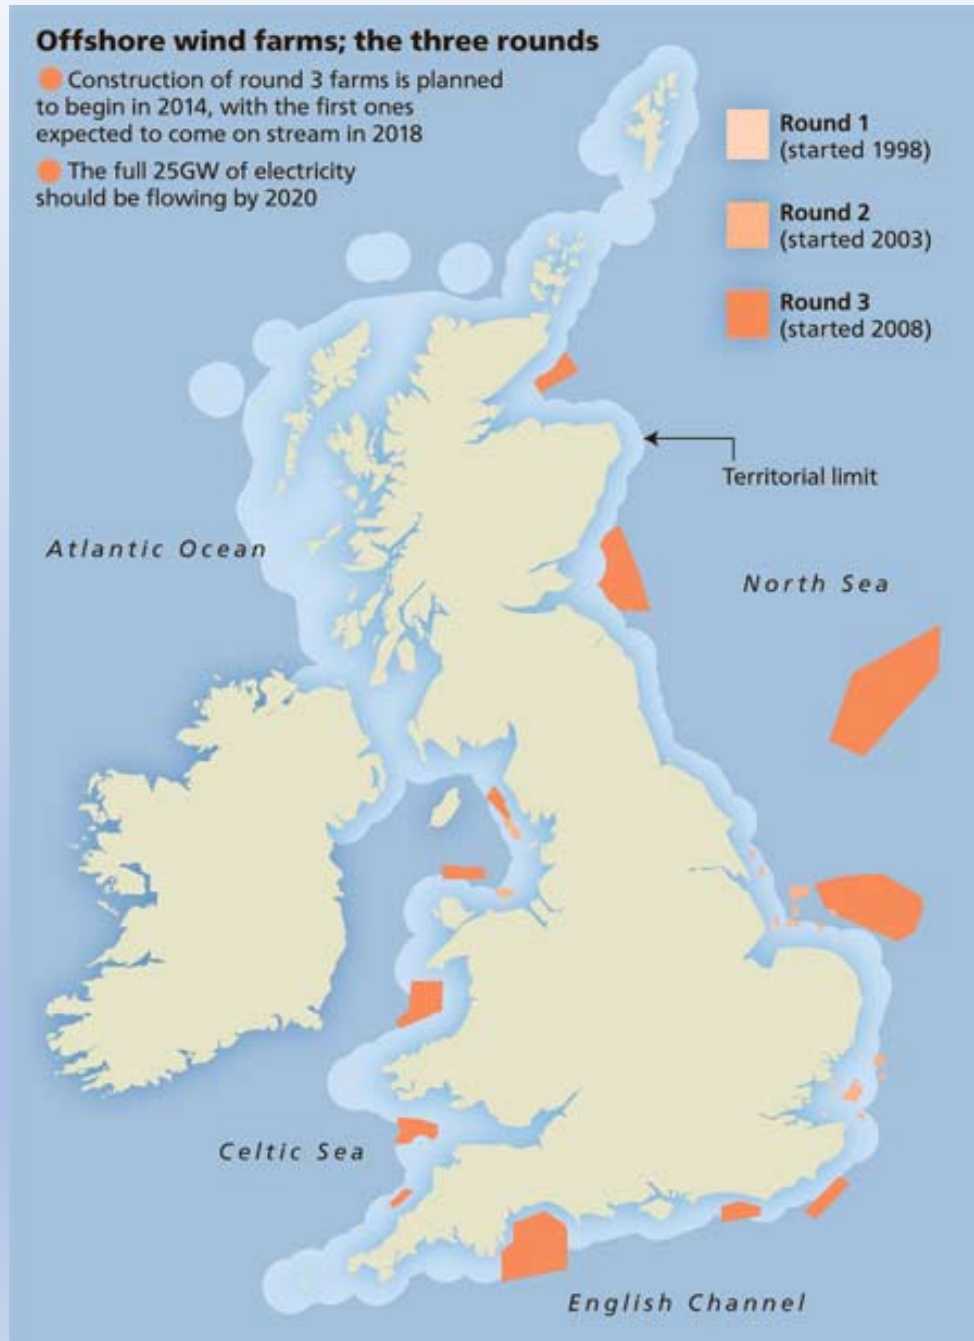 Offshore wind farms; the three rounds
Construction of round 3 farms is planned
to begin in 2014, with the first ones
expected to come on stream in 2018
The full 25GW of electricity
should be flowing by 2020
Round 1
(started 1998)
Round 2
(started 2003)
Round 3
(started 2008)
Territorial limit
Atlantic Ocean
North Sea
Celtic Sea
English Channel